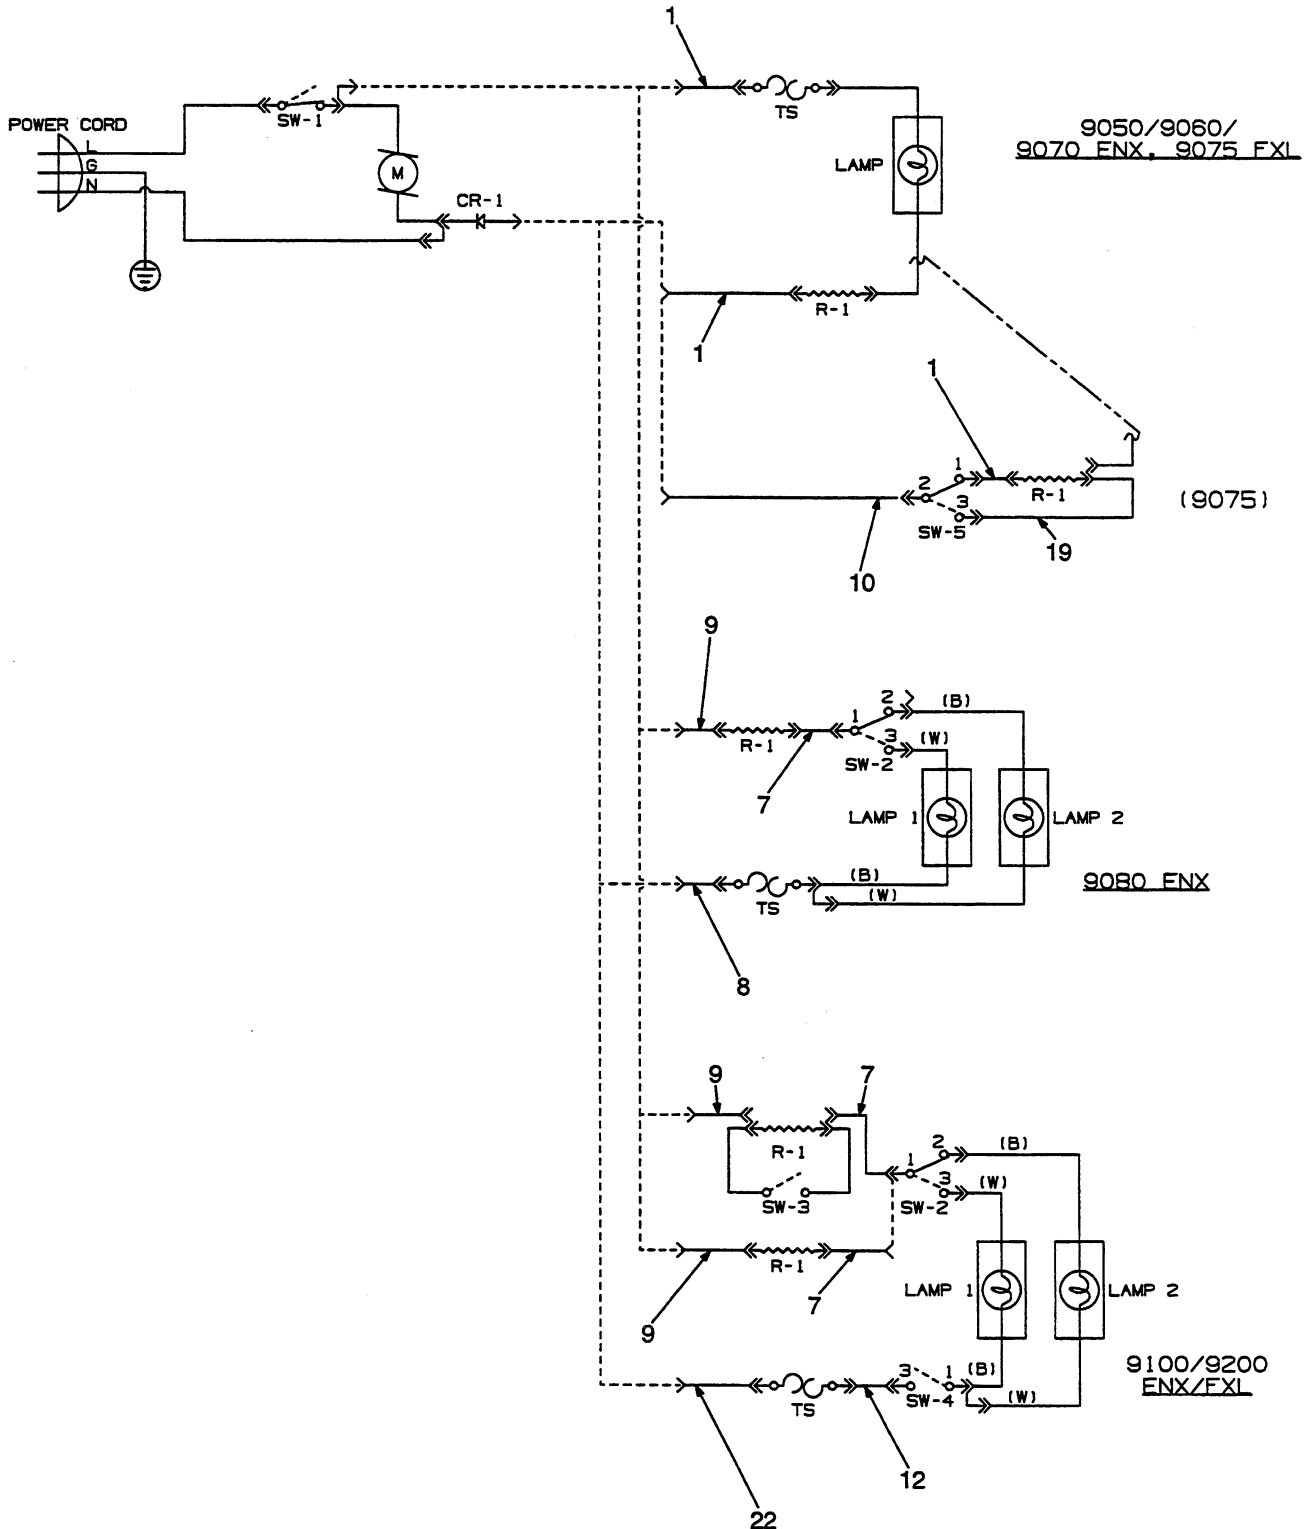 1
TS
SW-1
POWER CORD
L
G
N
M
CR-1
LAMP
9050/9060/
9070 ENX, 9075 FXL
R-1
1
1
1
2
3
R-1
SW-5
(9075)
19
10
9
2
(B)
1
3
(W)
R-1
SW-2
7
LAMP 1
LAMP 2
(B)
(W)
TS
9080 ENX
8
9
7
R-1
2
(B)
1
3
(W)
SW-3
SW-2
R-1
9
7
LAMP 1
LAMP 2
9100/9200
ENX/FXL
3
1
(B)
TS
SW-4
(W)
12
22